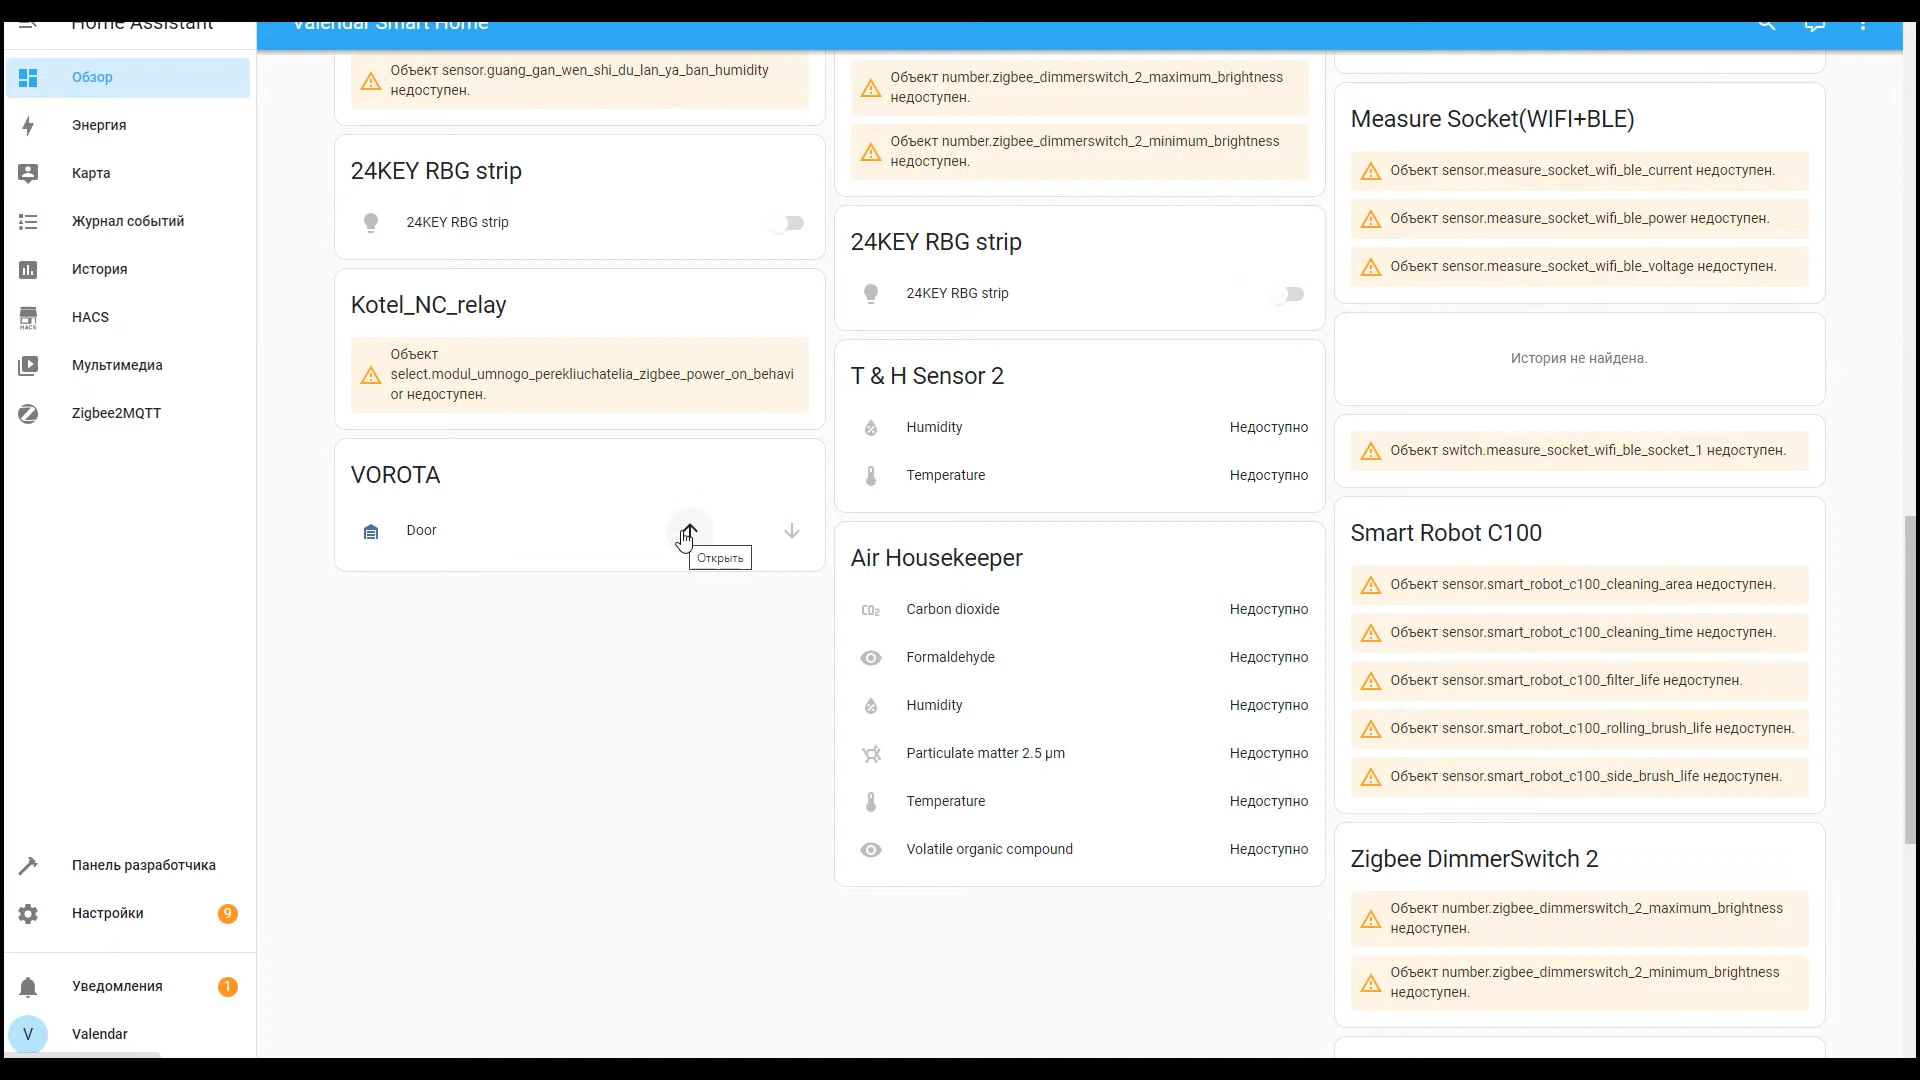 Home Assistant
Обзор
Энергия
Карта
Журнал событий
История
HACS
HACS
Мультимедиа
Zigbee2MQTT
Панель разработчика
Настройки
9
Уведомления
1
V
Valendar
Valendar Smart Home
Объект sensor.guang_gan_wen_shi_du_lan_ya_ban_humidity
недоступен.
24KEY RBG strip
24KEY RBG strip
Kotel_NC_relay
Объект
select.modul_umnogo_perekliuchatelia_zigbee_power_on_behavi
or недоступен.
VOROTA
Door
Открыть
Объект number.zigbee_dimmerswitch_2_maximum_brightness
недоступен.
Объект number.zigbee_dimmerswitch_2_minimum_brightness
недоступен.
24KEY RBG strip
24KEY RBG strip
T & H Sensor 2
Humidity Недоступно
Temperature Недоступно
Air Housekeeper
CO2
Carbon dioxide Недоступно
Formaldehyde Недоступно
Humidity Недоступно
Particulate matter 2.5 µm Недоступно
Temperature Недоступно
Volatile organic compound Недоступно
Measure Socket(WIFI+BLE)
Объект sensor.measure_socket_wifi_ble_current недоступен.
Объект sensor.measure_socket_wifi_ble_power недоступен.
Объект sensor.measure_socket_wifi_ble_voltage недоступен.
История не найдена.
Объект switch.measure_socket_wifi_ble_socket_1 недоступен.
Smart Robot C100
Объект sensor.smart_robot_c100_cleaning_area недоступен.
Объект sensor.smart_robot_c100_cleaning_time недоступен.
Объект sensor.smart_robot_c100_filter_life недоступен.
Объект sensor.smart_robot_c100_rolling_brush_life недоступен.
Объект sensor.smart_robot_c100_side_brush_life недоступен.
Zigbee DimmerSwitch 2
Объект number.zigbee_dimmerswitch_2_maximum_brightness
недоступен.
Объект number.zigbee_dimmerswitch_2_minimum_brightness
недоступен.